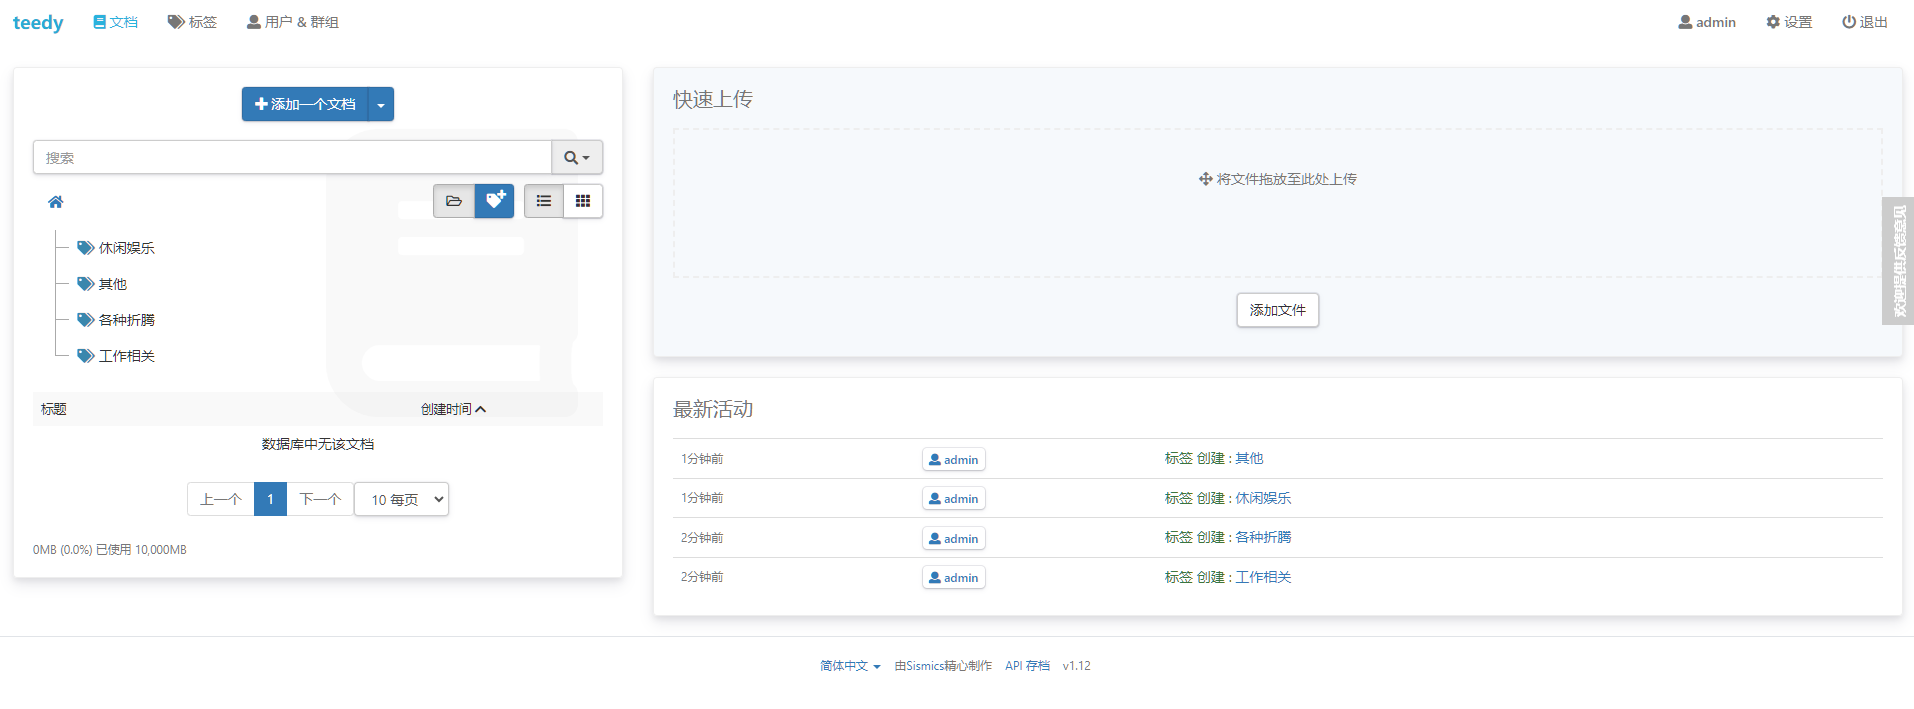 teedy 文档 标签 用户 & 群组 admin 设置 退出
添加一个文档
搜索
休闲娱乐
其他
各种折腾
工作相关
标题 创建时间
数据库中无该文档
上一个 1 下一个 10 每页
0MB (0.0%) 已使用 10,000MB
快速上传
将文件拖放至此处上传
添加文件
欢迎提供反馈意见
最新活动
1分钟前 admin 标签 创建 : 其他
1分钟前 admin 标签 创建 : 休闲娱乐
2分钟前 admin 标签 创建 : 各种折腾
2分钟前 admin 标签 创建 : 工作相关
简体中文 由Sismics精心制作 API 存档 v1.12